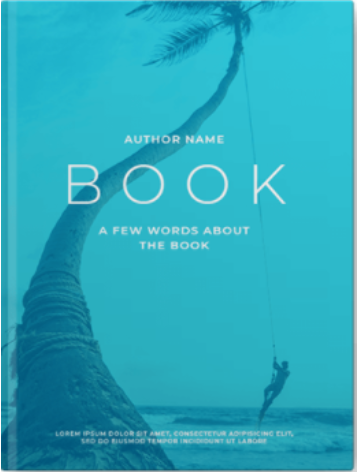 AUTHOR NAME
BOOK
A FEW WORDS ABOUT
THE BOOK
LOREM IPSUM DOLOR SIT AMET, CONSECTETUR ADIPISICING ELIT,
SED DO EIUSMOD TEMPOR INCIDIDUNT UT LABORE